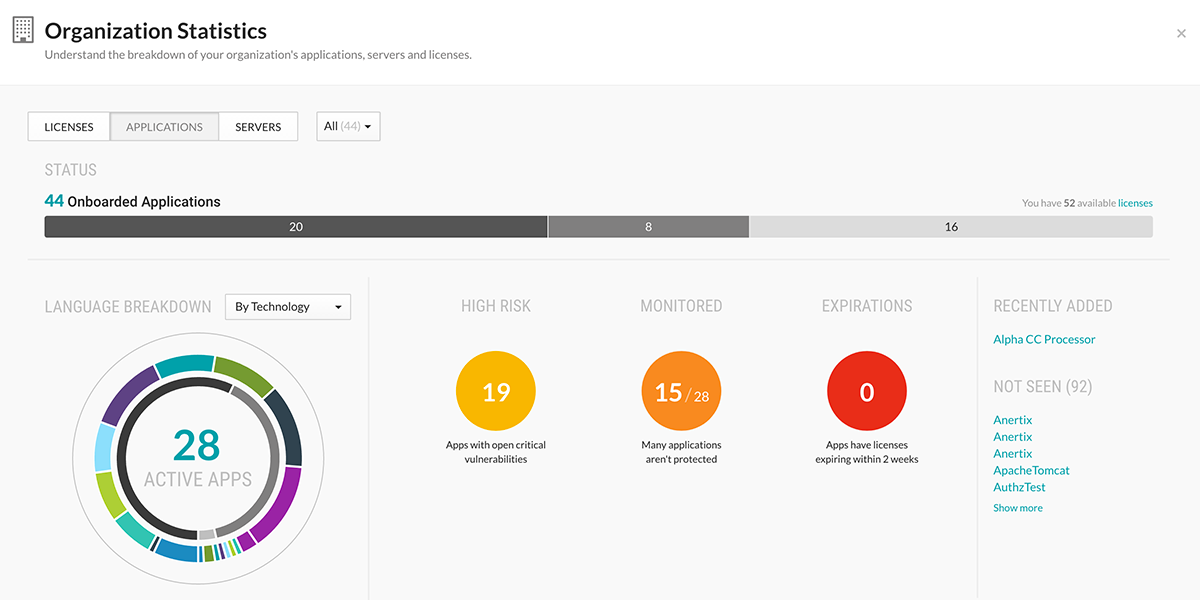 Organization Statistics
Understand the breakdown of your organization's applications, servers and licenses.
×
LICENSES APPLICATIONS SERVERS All (44)
STATUS
44 Onboarded Applications
You have 52 available licenses
20 8 16
LANGUAGE BREAKDOWN By Technology
28
ACTIVE APPS
HIGH RISK
19
Apps with open critical
vulnerabilities
MONITORED
15 / 28
Many applications
aren't protected
EXPIRATIONS
0
Apps have licenses
expiring within 2 weeks
RECENTLY ADDED
Alpha CC Processor
NOT SEEN (92)
Anertix
Anertix
Anertix
ApacheTomcat
AuthzTest
Show more